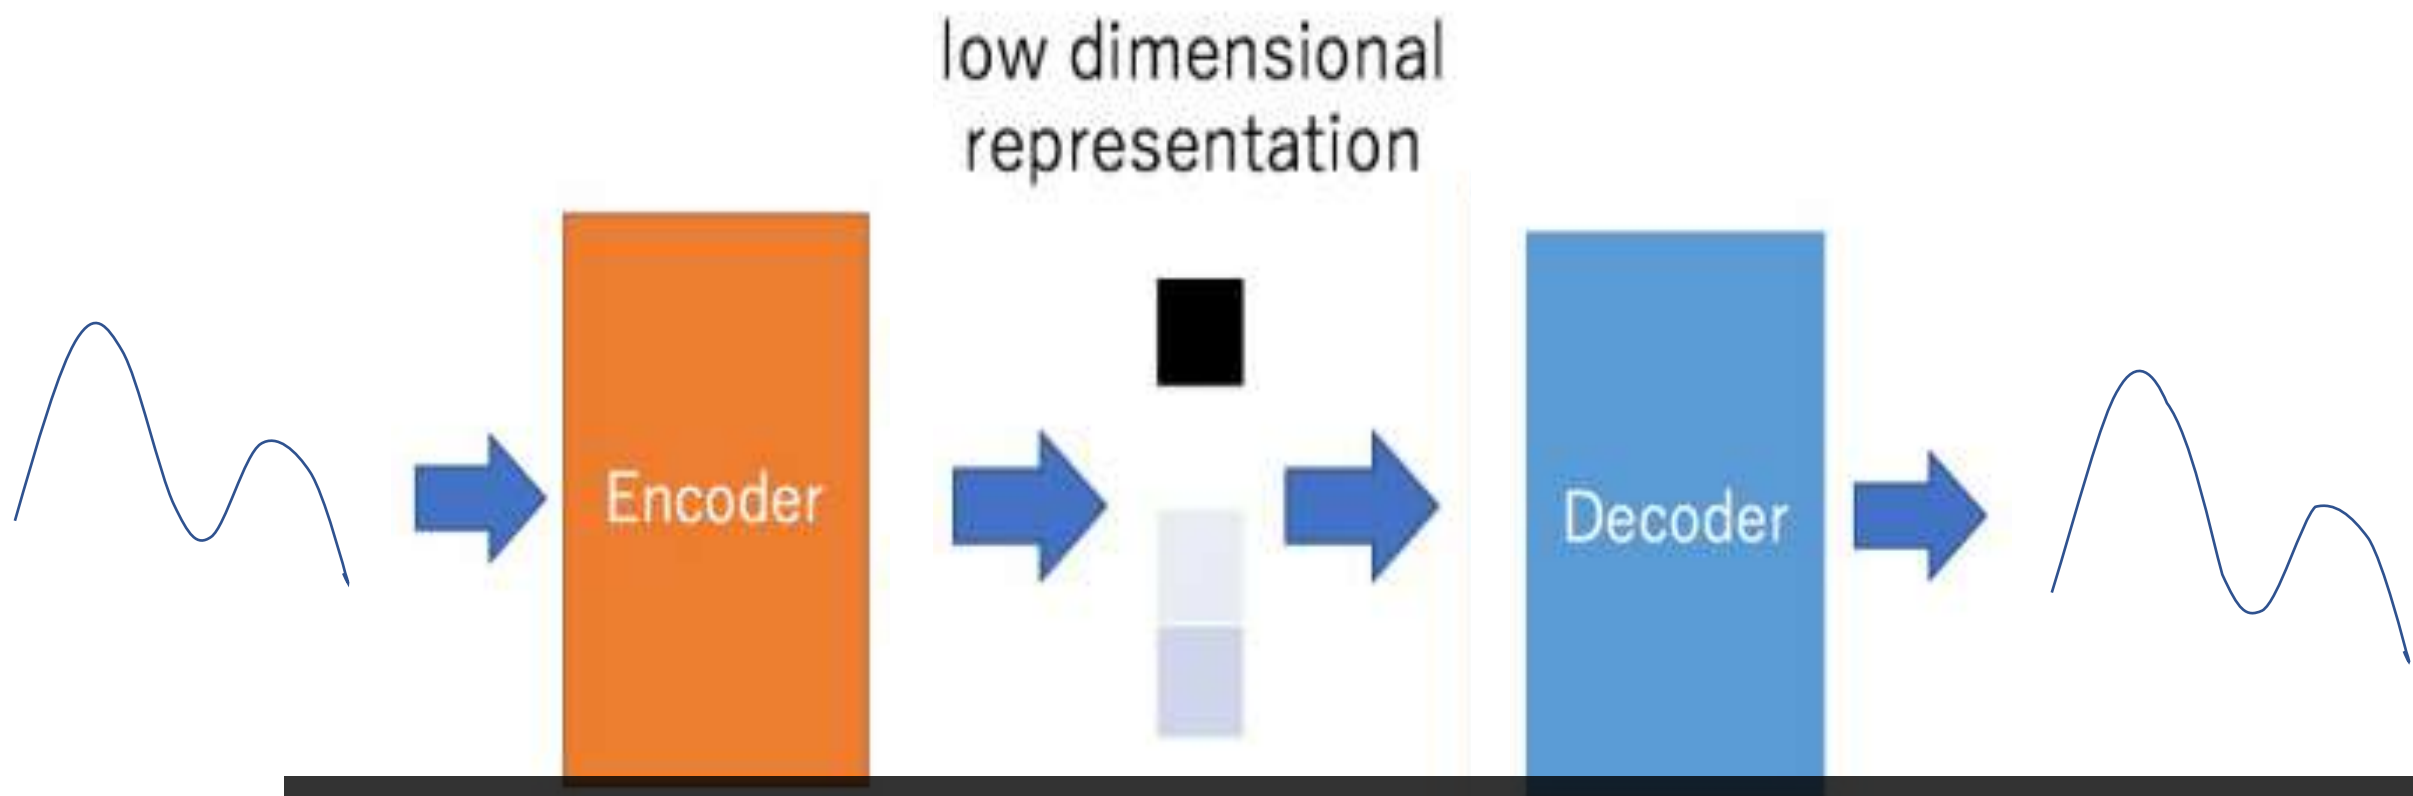 low dimensional
representation
Encoder
Decoder